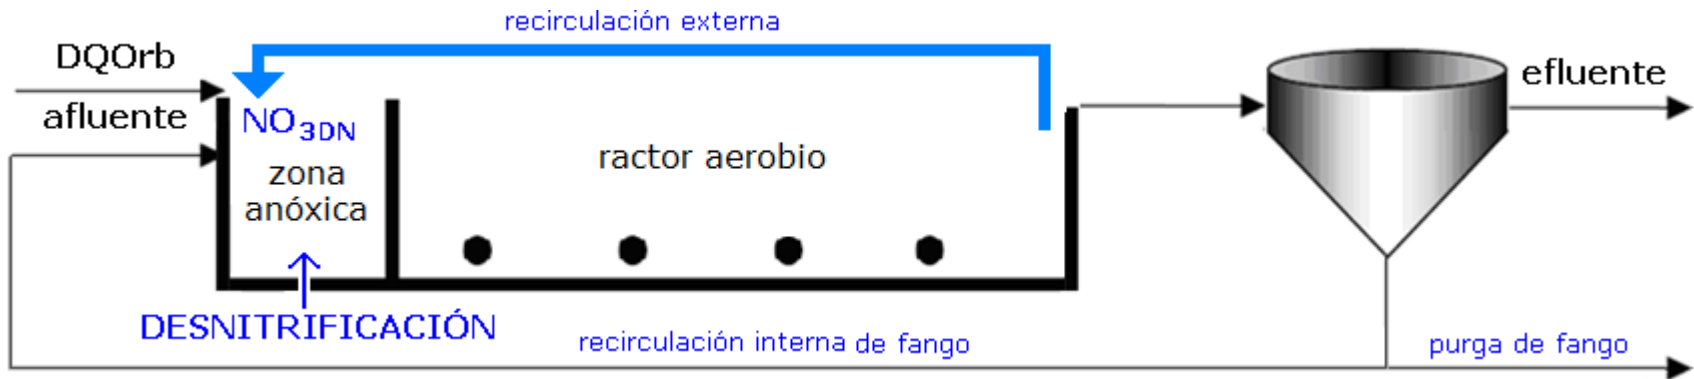 recirculación externa
DQOrb
afluente
NO3DN
zona
anóxica
ractor aerobio
efluente
DESNITRIFICACIÓN
recirculación interna de fango
purga de fango